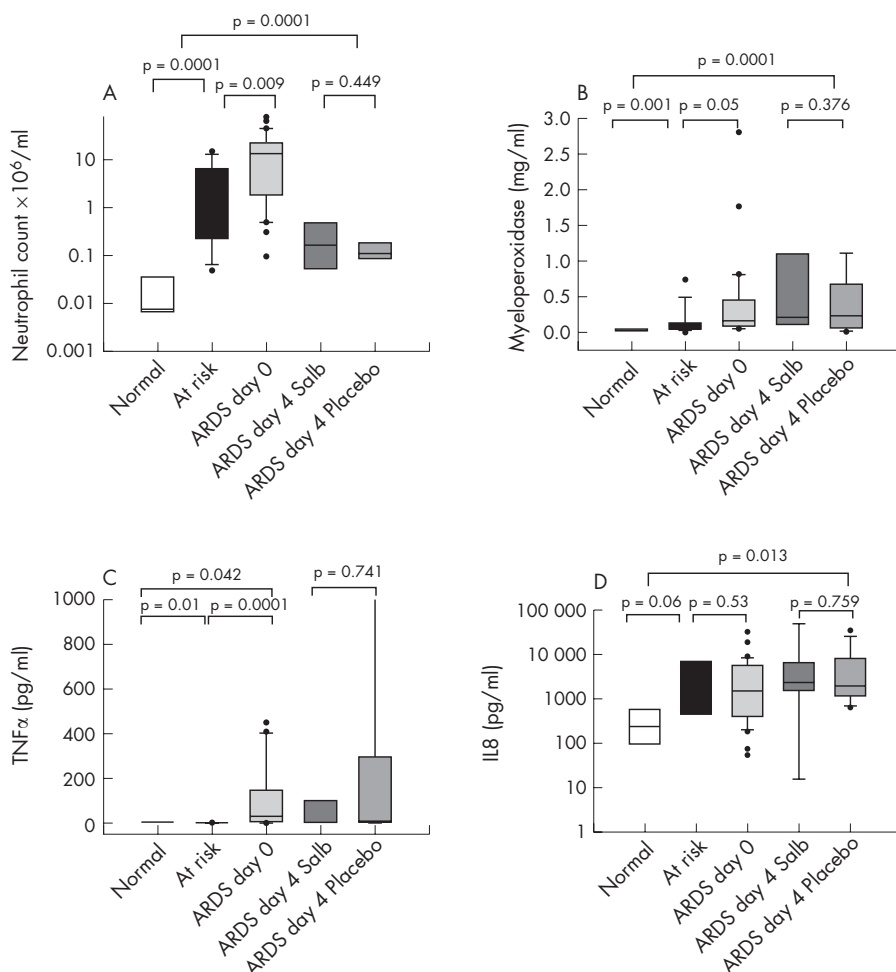 A
p = 0.0001
p = 0.0001
p = 0.009
p = 0.449
Neutrophil count ×10⁶/ml
10
1
0.1
0.01
0.001
Normal
At risk
ARDS day 0
ARDS day 4 Salb
ARDS day 4 Placebo
B
p = 0.0001
p = 0.001
p = 0.05
p = 0.376
Myeloperoxidase (mg/ml)
3.0
2.5
2.0
1.5
1.0
0.5
0.0
Normal
At risk
ARDS day 0
ARDS day 4 Salb
ARDS day 4 Placebo
C
p = 0.042
p = 0.741
p = 0.01
p = 0.0001
TNFα (pg/ml)
1000
800
600
400
200
0
Normal
At risk
ARDS day 0
ARDS day 4 Salb
ARDS day 4 Placebo
D
p = 0.013
p = 0.06
p = 0.53
p = 0.759
IL8 (pg/ml)
100 000
10 000
1000
100
10
1
Normal
At risk
ARDS day 0
ARDS day 4 Salb
ARDS day 4 Placebo